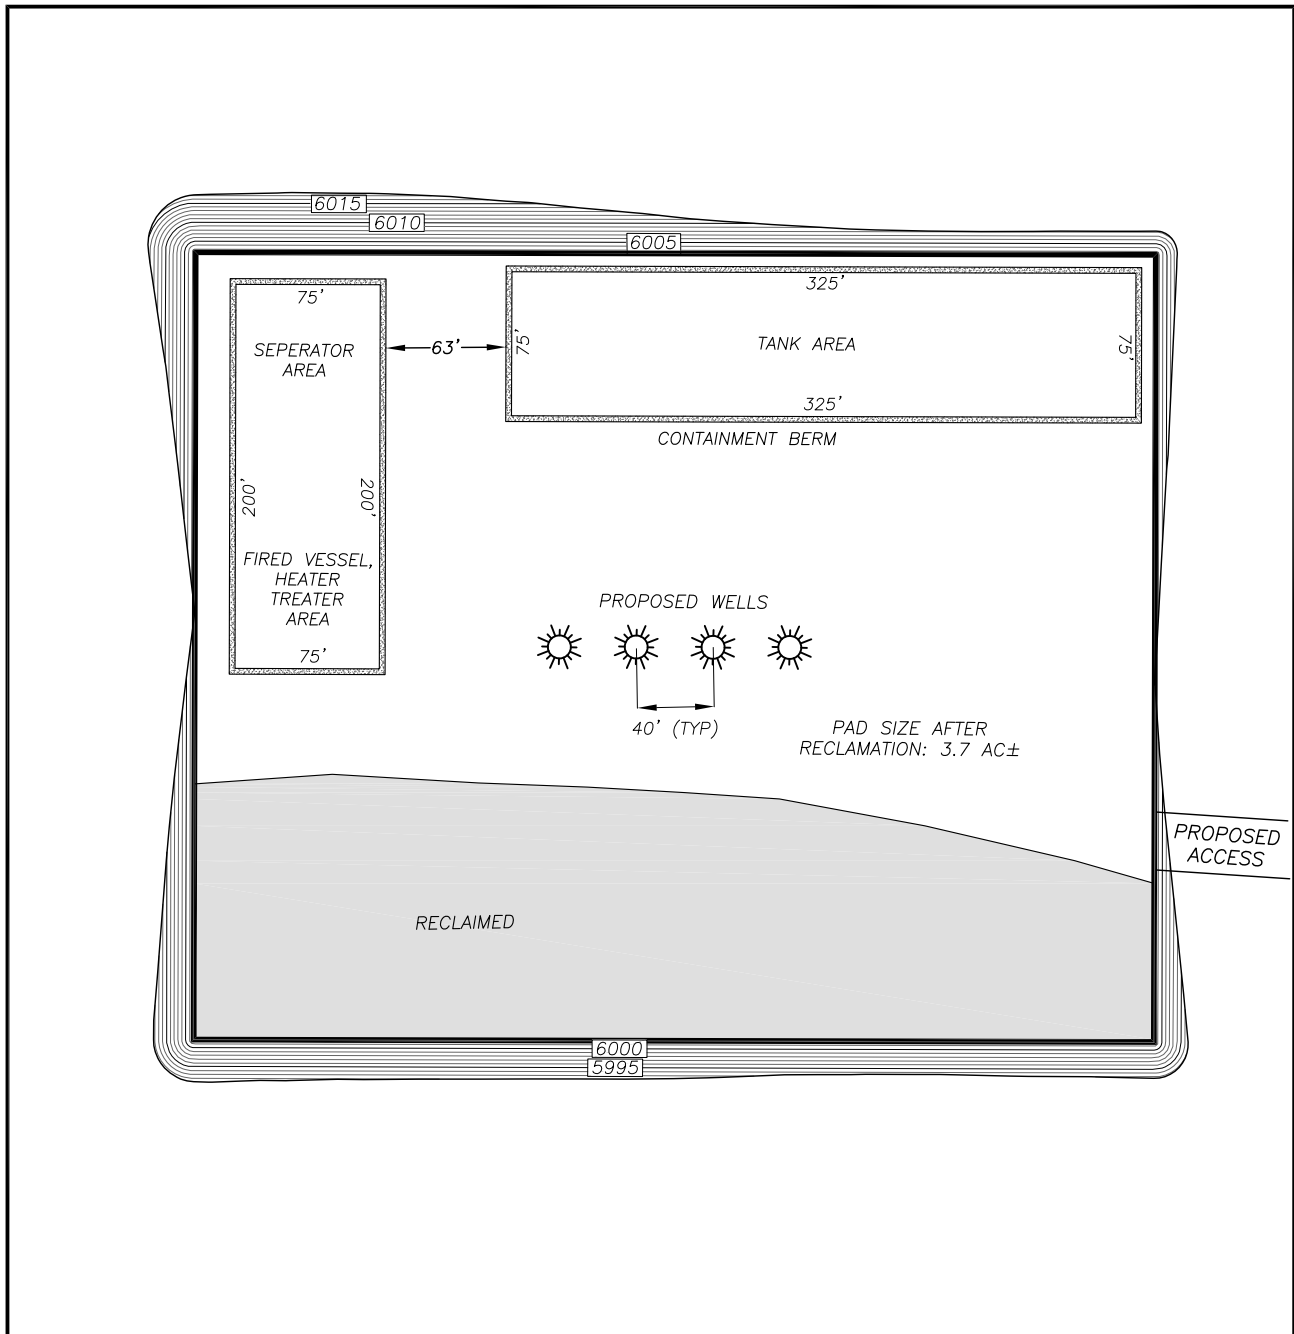 6015
6010
6005
75'
SEPERATOR
AREA
63'
75'
325'
TANK AREA
75'
325'
CONTAINMENT BERM
200'
200'
FIRED VESSEL,
HEATER
TREATER
AREA
75'
PROPOSED WELLS
40' (TYP)
PAD SIZE AFTER
RECLAMATION: 3.7 AC±
PROPOSED
ACCESS
RECLAIMED
6000
5995